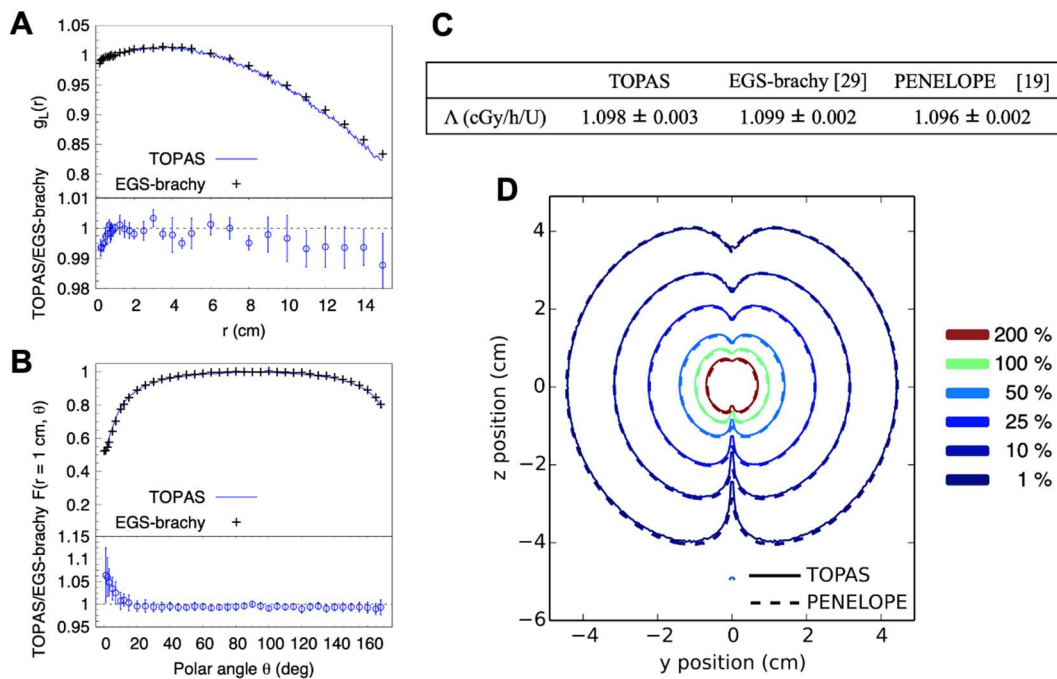 A
1.05
1
0.95
0.9
0.85
0.8
g_L(r)
TOPAS
EGS-brachy +
1.01
1
0.99
0.98
TOPAS/EGS-brachy
0 2 4 6 8 10 12 14
r (cm)
B
1
0.8
0.6
0.4
0.2
F(r = 1 cm, θ)
TOPAS
EGS-brachy +
1.15
1.1
1.05
1
0.95
TOPAS/EGS-brachy
0 20 40 60 80 100 120 140 160
Polar angle θ (deg)
C
TOPAS EGS-brachy [29] PENELOPE [19]
Λ (cGy/h/U) 1.098 ± 0.003 1.099 ± 0.002 1.096 ± 0.002
D
4
2
0
−2
−4
−6
z position (cm)
TOPAS
PENELOPE
−4 −2 0 2 4
y position (cm)
200 %
100 %
50 %
25 %
10 %
1 %